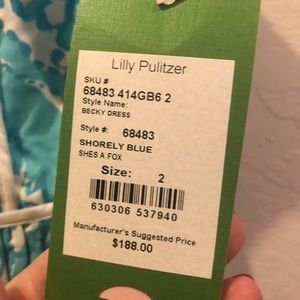 Lilly Pulitzer
SKU #
68483 414GB6 2
Style Name:
BECKY DRESS
Style #: 68483
SHORELY BLUE
SHES A FOX
Size: 2
630306 537940
Manufacturer's Suggested Price
$188.00